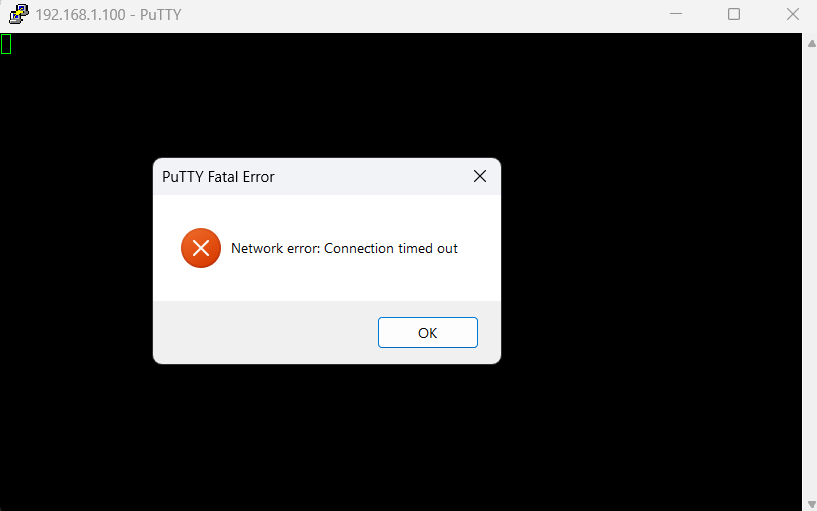 192.168.1.100 - PuTTY
PuTTY Fatal Error
Network error: Connection timed out
OK